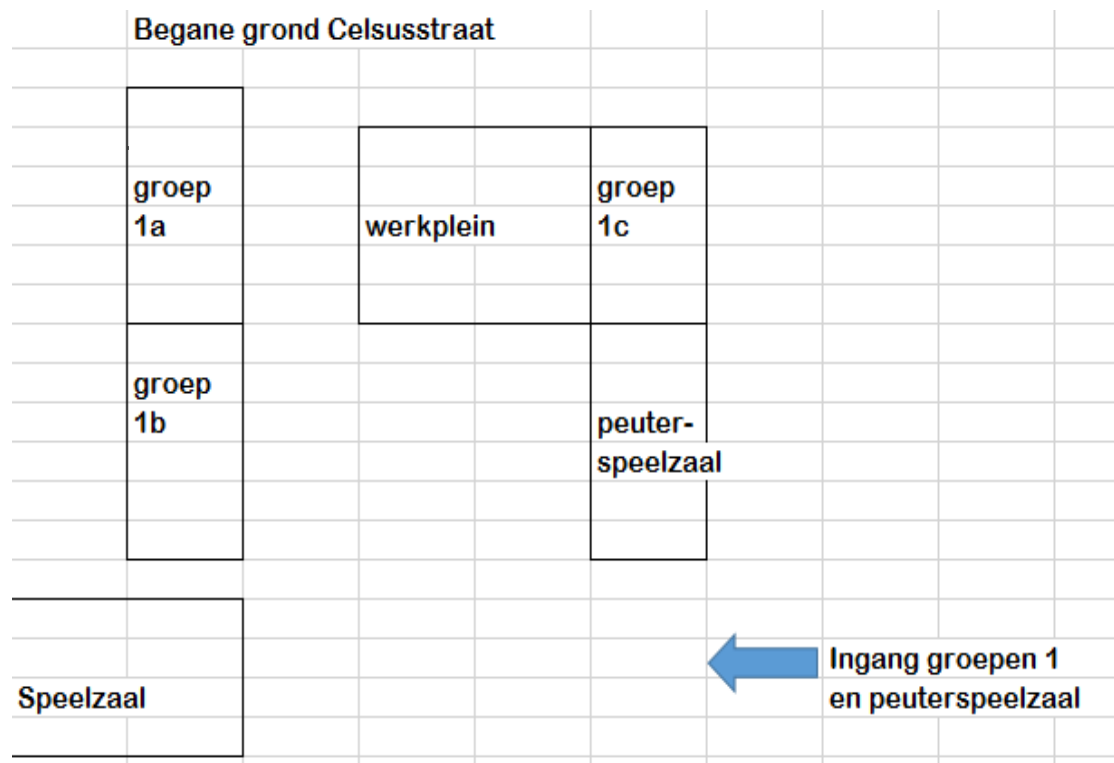 Begane grond Celsusstraat
groep
1a
werkplein
groep
1c
groep
1b
peuter-
speelzaal
Speelzaal
Ingang groepen 1
en peuterspeelzaal